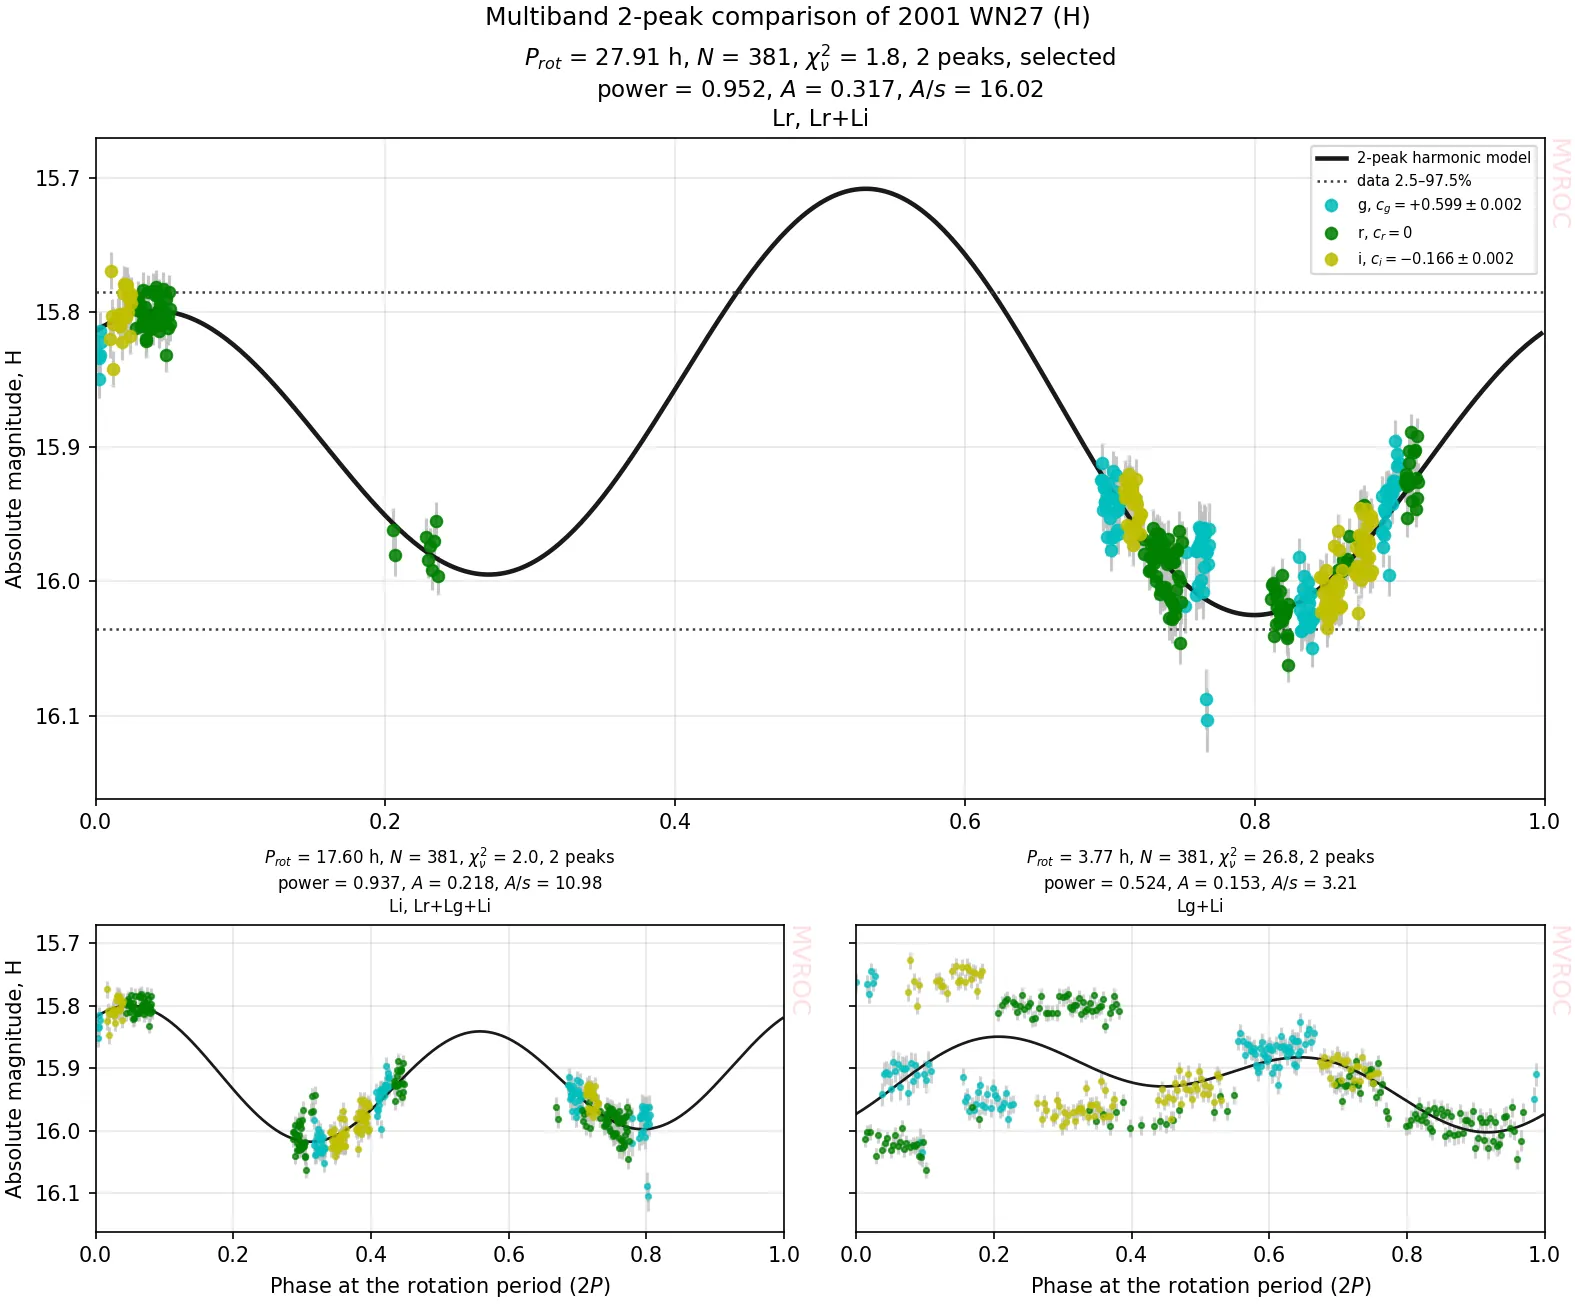 Multiband 2-peak comparison of 2001 WN27 (H)
P_rot = 27.91 h, N = 381, χ²_ν = 1.8, 2 peaks, selected
power = 0.952, A = 0.317, A/s = 16.02
Lr, Lr+Li
2-peak harmonic model
data 2.5–97.5%
g, c_g = +0.599 ± 0.002
r, c_r = 0
i, c_i = −0.166 ± 0.002
MVROC
Absolute magnitude, H
15.7
15.8
15.9
16.0
16.1
0.0 0.2 0.4 0.6 0.8 1.0
P_rot = 17.60 h, N = 381, χ²_ν = 2.0, 2 peaks
power = 0.937, A = 0.218, A/s = 10.98
Li, Lr+Lg+Li
MVROC
Absolute magnitude, H
15.7
15.8
15.9
16.0
16.1
0.0 0.2 0.4 0.6 0.8 1.0
Phase at the rotation period (2P)
P_rot = 3.77 h, N = 381, χ²_ν = 26.8, 2 peaks
power = 0.524, A = 0.153, A/s = 3.21
Lg+Li
MVROC
0.0 0.2 0.4 0.6 0.8 1.0
Phase at the rotation period (2P)